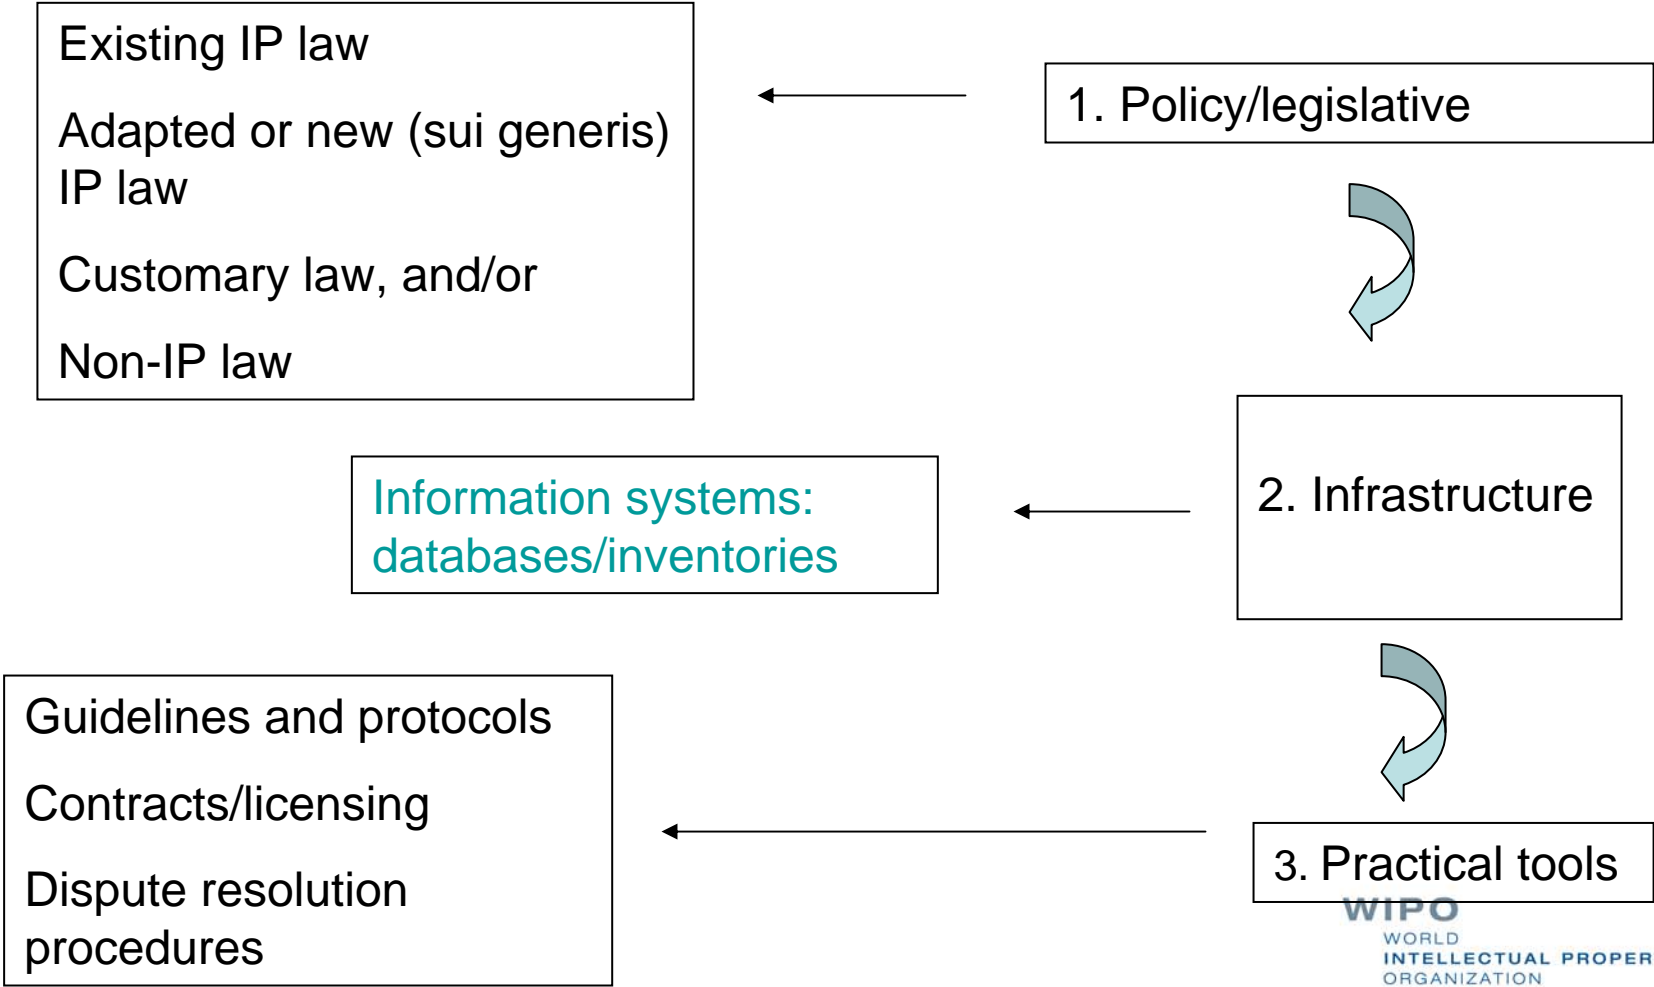 Existing IP law
Adapted or new (sui generis)
IP law
Customary law, and/or
Non-IP law
1. Policy/legislative
Information systems:
databases/inventories
2. Infrastructure
Guidelines and protocols
Contracts/licensing
Dispute resolution
procedures
3. Practical tools
WIPO
WORLD
INTELLECTUAL PROPER
ORGANIZATION